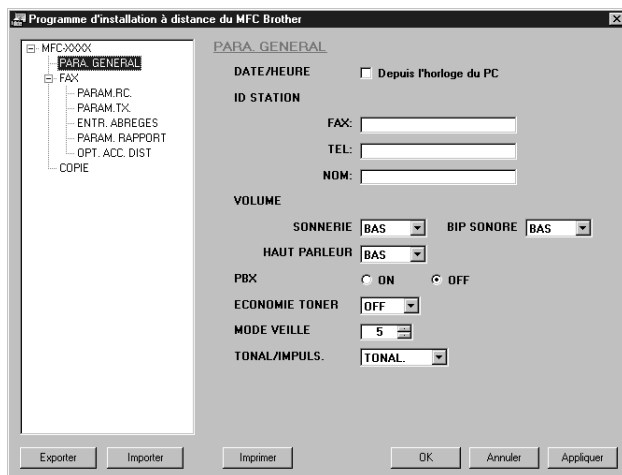 Programme d'installation à distance du MFC Brother
MFC-XXXX
PARA. GENERAL
FAX
PARAM.RC.
PARAM.TX.
ENTR. ABREGES
PARAM. RAPPORT
OPT. ACC. DIST
COPIE
PARA. GENERAL
DATE/HEURE Depuis l'horloge du PC
ID STATION
FAX:
TEL:
NOM:
VOLUME
SONNERIE BAS BIP SONORE BAS
HAUT PARLEUR BAS
PBX ON OFF
ECONOMIE TONER OFF
MODE VEILLE 5
TONAL/IMPULS. TONAL.
Exporter Importer Imprimer OK Annuler Appliquer